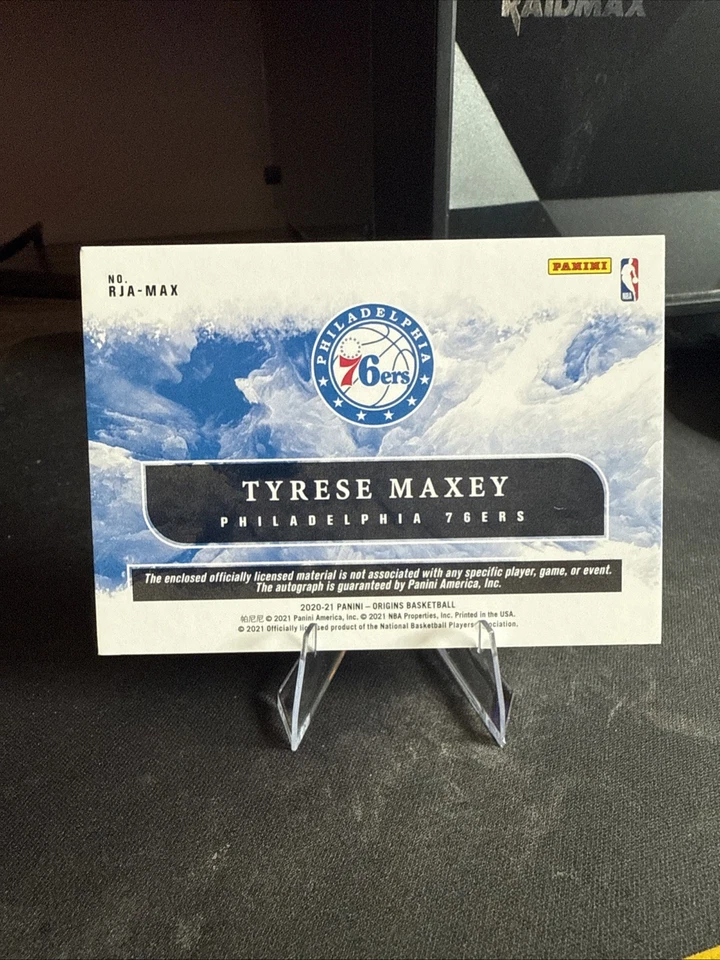 RAIDMAX
NO.
RJA-MAX
PANINI
NBA
PHILADELPHIA
76ers
TYRESE MAXEY
PHILADELPHIA 76ERS
The enclosed officially licensed material is not associated with any specific player, game, or event.
The autograph is guaranteed by Panini America, Inc.
2020-21 PANINI – ORIGINS BASKETBALL
帕尼尼 © 2021 Panini America, Inc. © 2021 NBA Properties, Inc. Printed in the USA.
© 2021 Officially product of the National Basketball Players